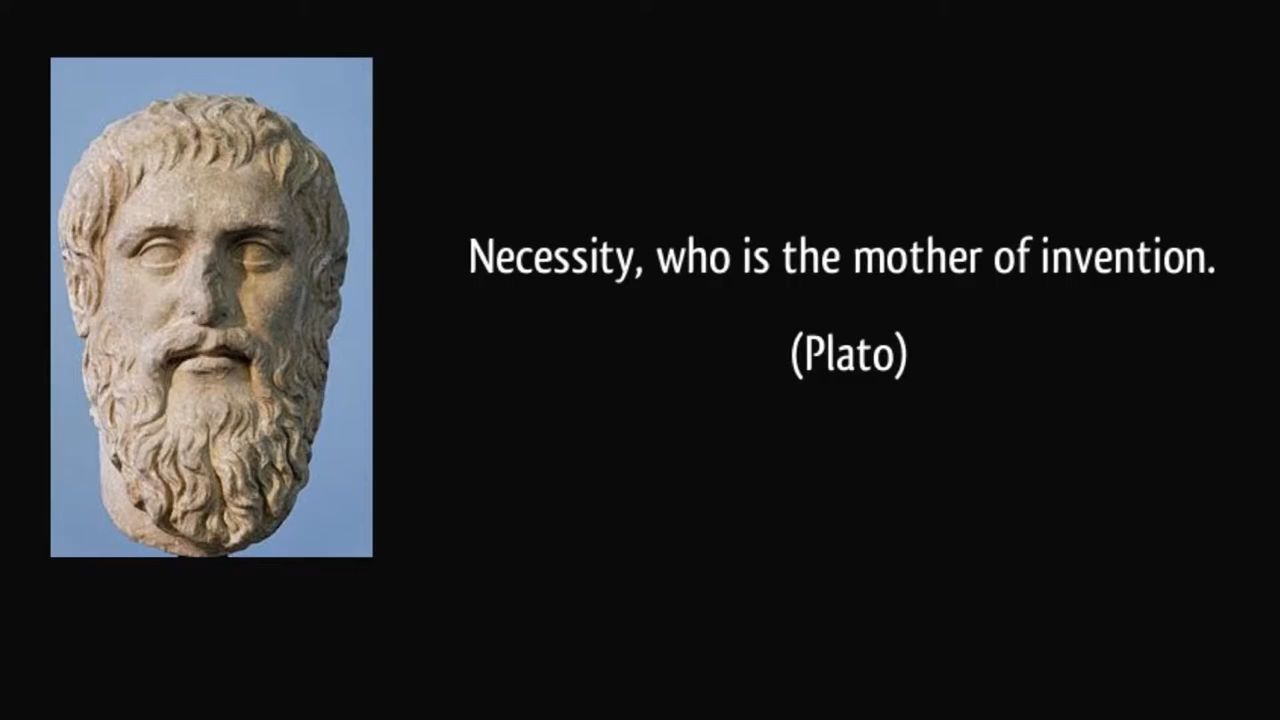 Necessity, who is the mother of invention.
(Plato)